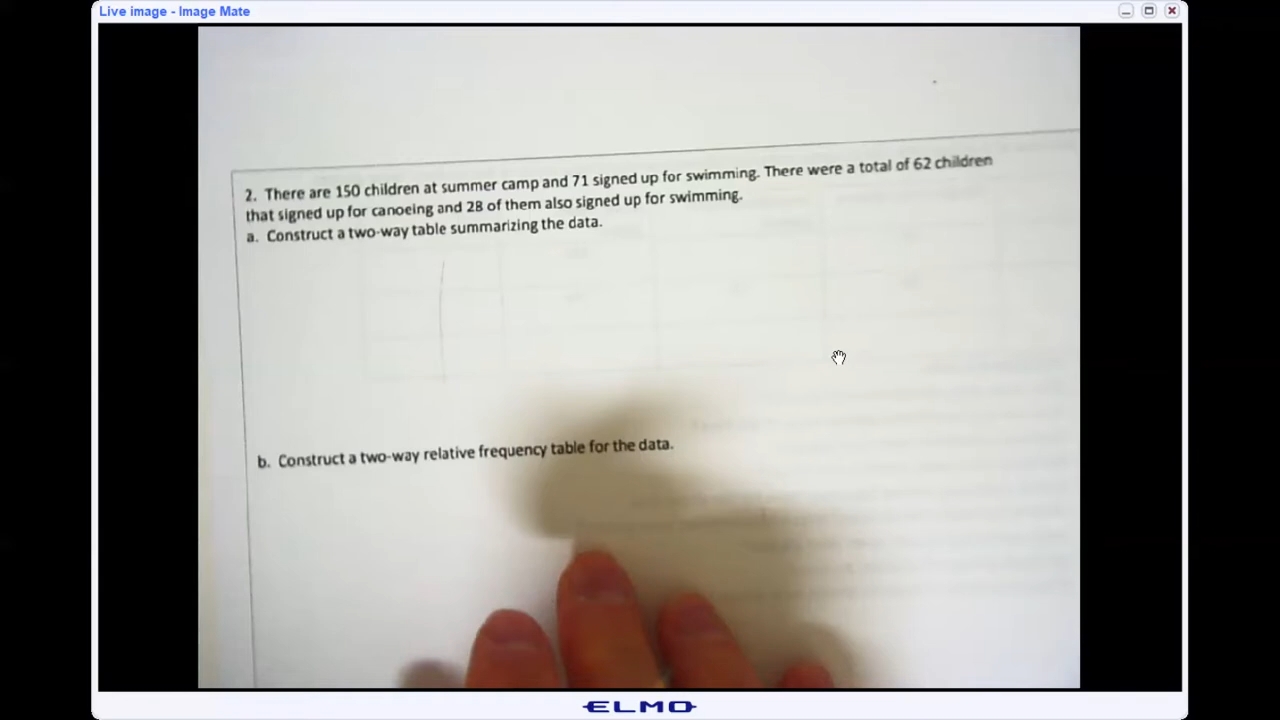 Live image - Image Mate
2. There are 150 children at summer camp and 71 signed up for swimming. There were a total of 62 children
that signed up for canoeing and 28 of them also signed up for swimming.
a. Construct a two-way table summarizing the data.
b. Construct a two-way relative frequency table for the data.
ELMO